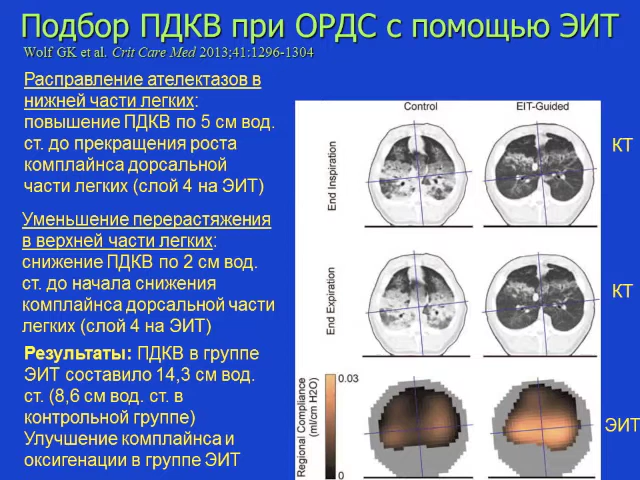 Подбор ПДКВ при ОРДС с помощью ЭИТ
Wolf GK et al. Crit Care Med 2013;41:1296-1304
Расправление ателектазов в
нижней части легких:
повышение ПДКВ по 5 см вод.
ст. до прекращения роста
комплайнса дорсальной
части легких (слой 4 на ЭИТ)
Уменьшение перерастяжения
в верхней части легких:
снижение ПДКВ по 2 см вод.
ст. до начала снижения
комплайнса дорсальной части
легких (слой 4 на ЭИТ)
Результаты: ПДКВ в группе
ЭИТ составило 14,3 см вод.
ст. (8,6 см вод. ст. в
контрольной группе)
Улучшение комплайнса и
оксигенации в группе ЭИТ
Control
EIT-Guided
End Inspiration
КТ
End Expiration
КТ
Regional Compliance
(ml/cm H2O)
0.03
0
ЭИТ